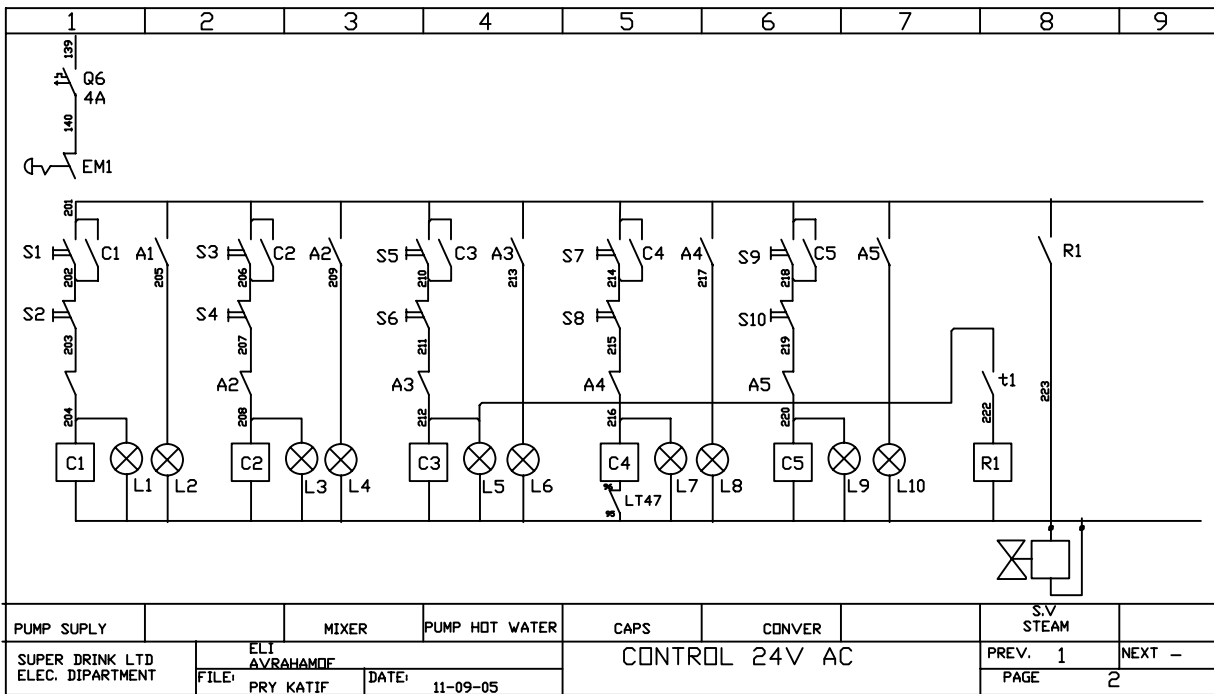 1 2 3 4 5 6 7 8 9
139
Q6
4A
140
EM1
201
S1 C1 A1 S3 C2 A2 S5 C3 A3 S7 C4 A4 S9 C5 A5 R1
202 205 206 209 210 213 214 217 218
S2 S4 S6 S8 S10
203 207 211 215 219
A2 A3 A4 A5 t1
204 208 212 216 220 222 223
C1 C2 C3 C4 C5 R1
L1 L2 L3 L4 L5 L6 L7 L8 L9 L10
96
LT47
95
PUMP SUPLY MIXER PUMP HOT WATER CAPS CONVER S.V
STEAM
SUPER DRINK LTD
ELEC. DIPARTMENT
ELI
AVRAHAMOF
FILE: PRY KATIF DATE: 11-09-05
CONTROL 24V AC
PREV. 1 NEXT -
PAGE 2